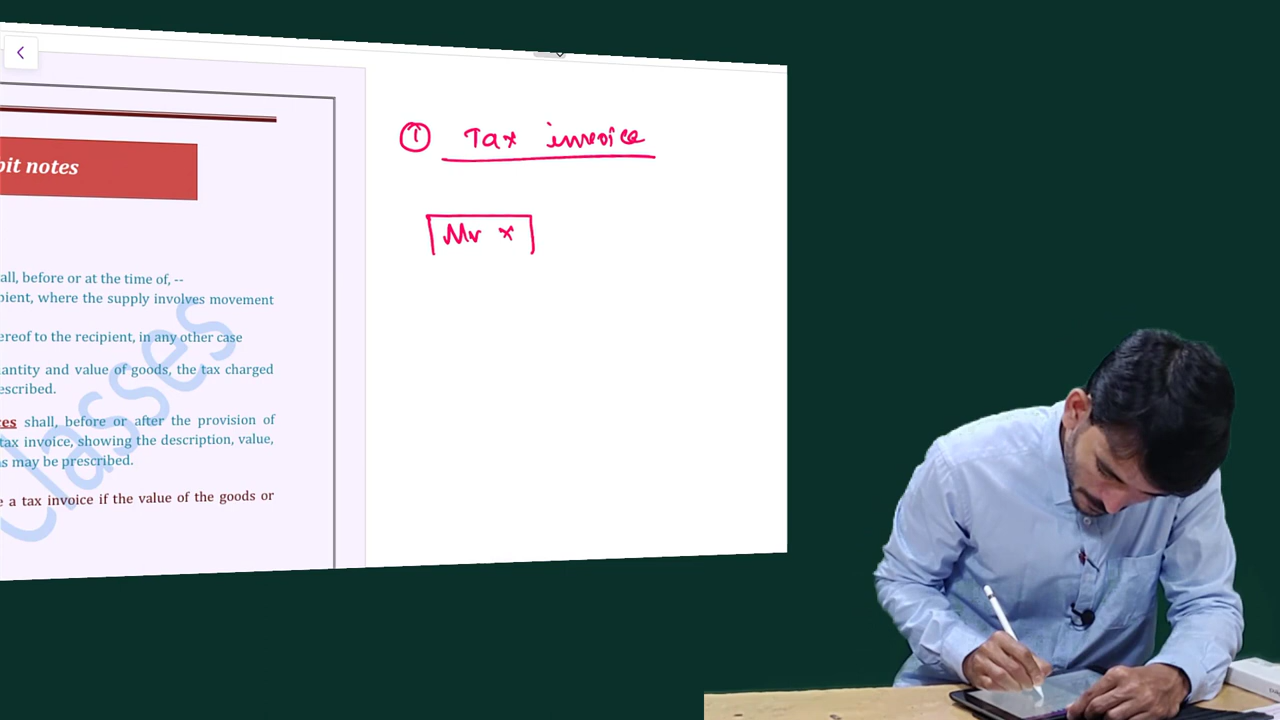 bit notes
all, before or at the time of, --
pient, where the supply involves movement
ereof to the recipient, in any other case
antity and value of goods, the tax charged
escribed.
es shall, before or after the provision of
tax invoice, showing the description, value,
as may be prescribed.
e a tax invoice if the value of the goods or
Classes
① Tax invoice
Mr x